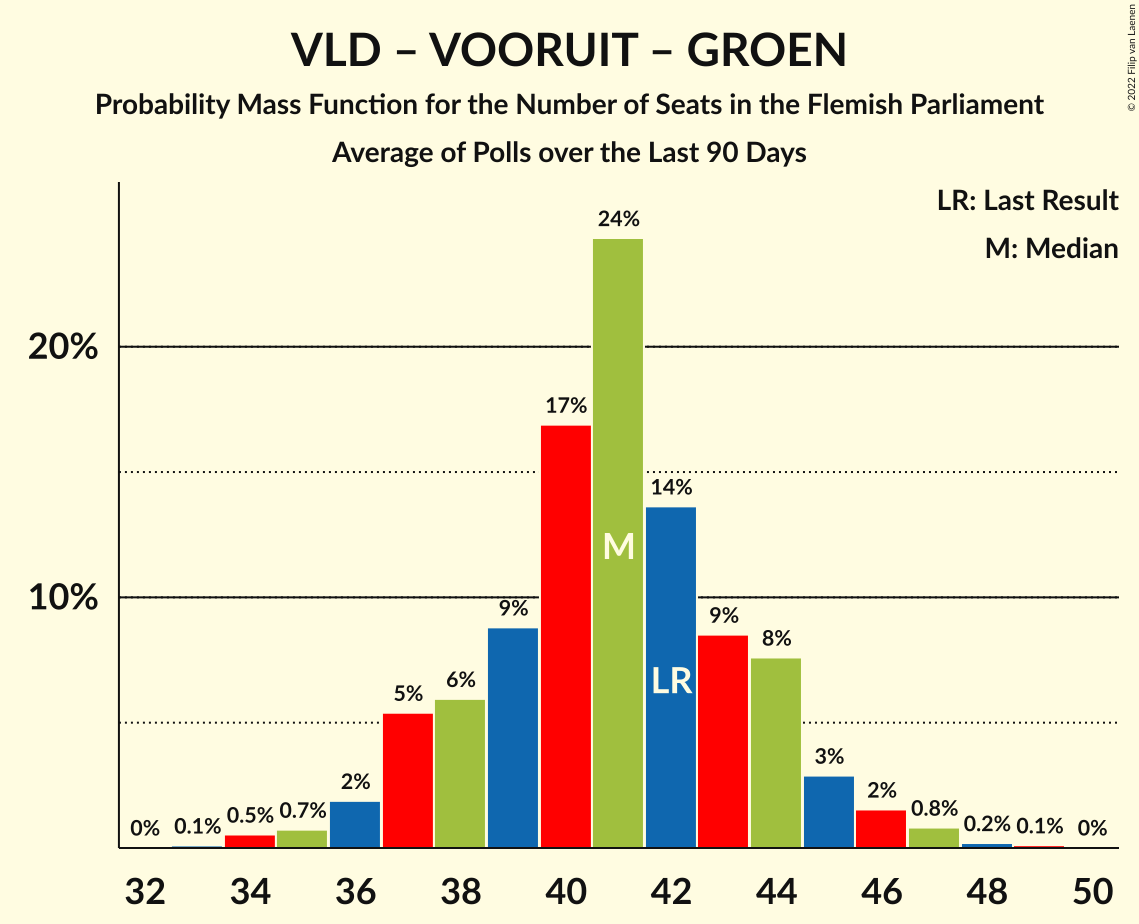 VLD – VOORUIT – GROEN
Probability Mass Function for the Number of Seats in the Flemish Parliament
Average of Polls over the Last 90 Days
© 2022 Filip van Laenen
LR: Last Result
M: Median
20%
10%
0%
0.1%
0.5%
0.7%
2%
5%
6%
9%
17%
24%
14%
9%
8%
3%
2%
0.8%
0.2%
0.1%
0%
M
LR
32 34 36 38 40 42 44 46 48 50